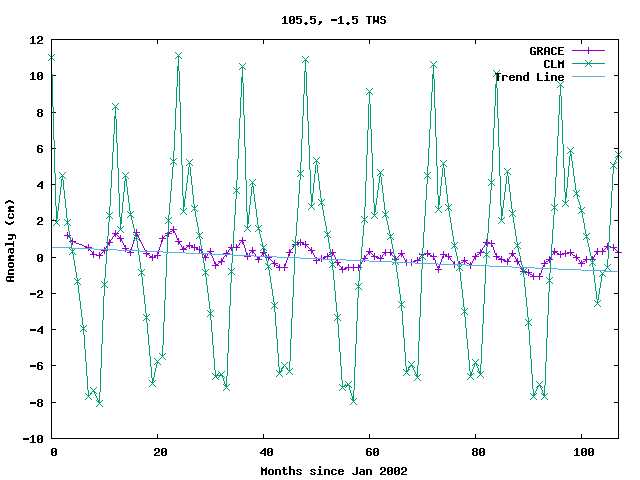 105.5, -1.5 TWS
GRACE
CLM
Trend Line
12
10
8
6
4
2
0
-2
-4
-6
-8
-10
Anomaly (cm)
0 20 40 60 80 100
Months since Jan 2002